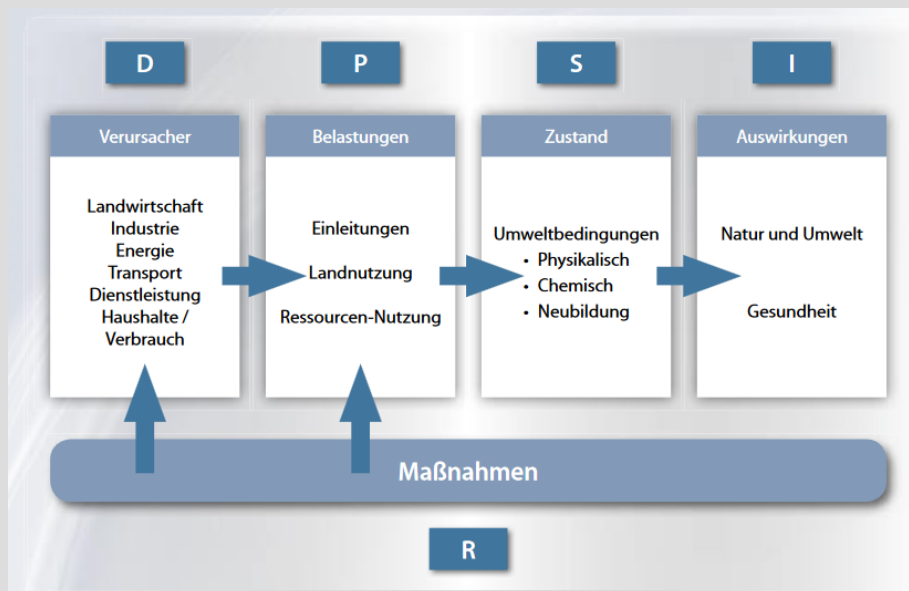 D
P
S
I
Verursacher
Belastungen
Zustand
Auswirkungen
Landwirtschaft
Industrie
Energie
Transport
Dienstleistung
Haushalte /
Verbrauch
Einleitungen
Landnutzung
Ressourcen-Nutzung
Umweltbedingungen
• Physikalisch
• Chemisch
• Neubildung
Natur und Umwelt
Gesundheit
Maßnahmen
R